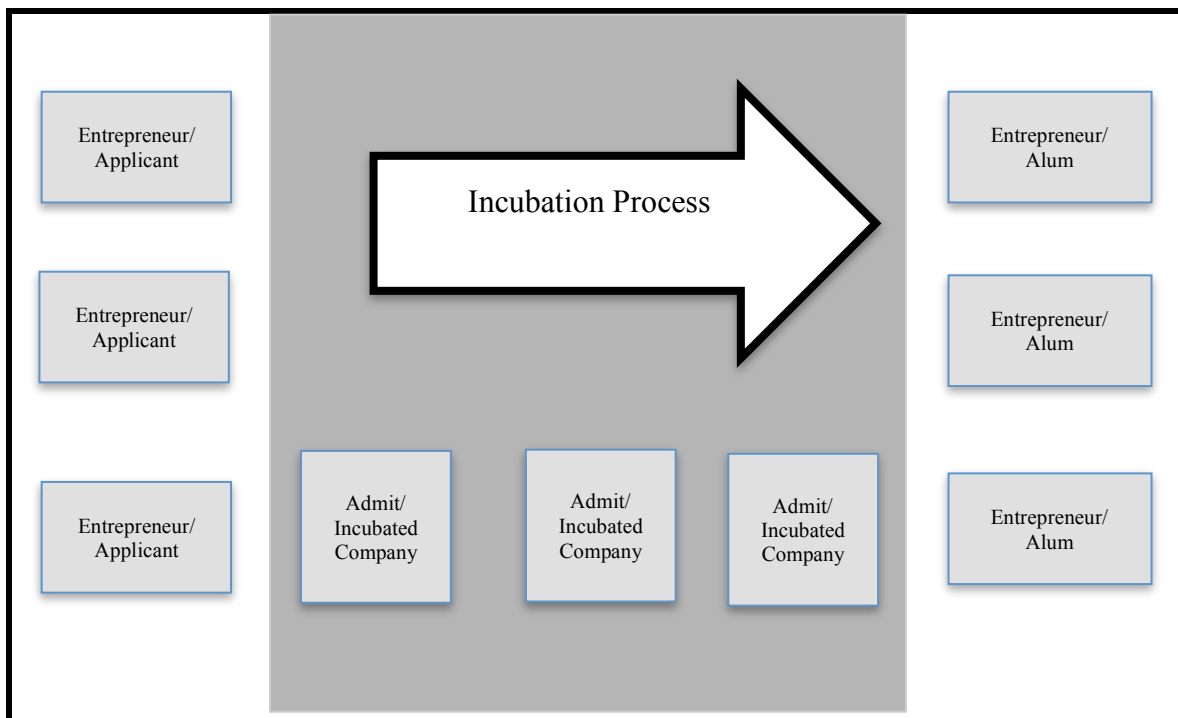 Entrepreneur/
Applicant
Entrepreneur/
Applicant
Entrepreneur/
Applicant
Incubation Process
Admit/
Incubated
Company
Admit/
Incubated
Company
Admit/
Incubated
Company
Entrepreneur/
Alum
Entrepreneur/
Alum
Entrepreneur/
Alum